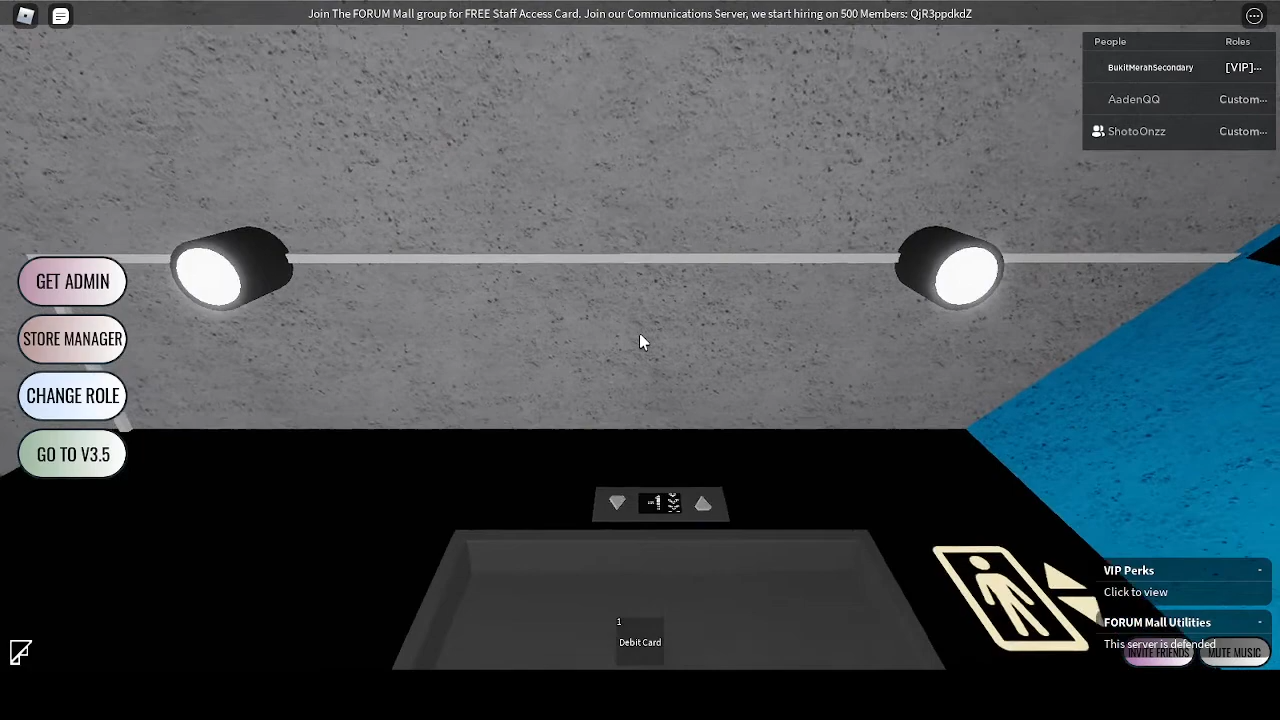 Join The FORUM Mall group for FREE Staff Access Card. Join our Communications Server, we start hiring on 500 Members: QjR3ppdkdZ
People Roles
BukitMerahSecondary [VIP]...
AadenQQ Custom...
ShotoOnzz Custom...
GET ADMIN
STORE MANAGER
CHANGE ROLE
GO TO V3.5
1
Debit Card
VIP Perks -
Click to view
FORUM Mall Utilities -
This server is defended
INVITE FRIENDS
MUTE MUSIC